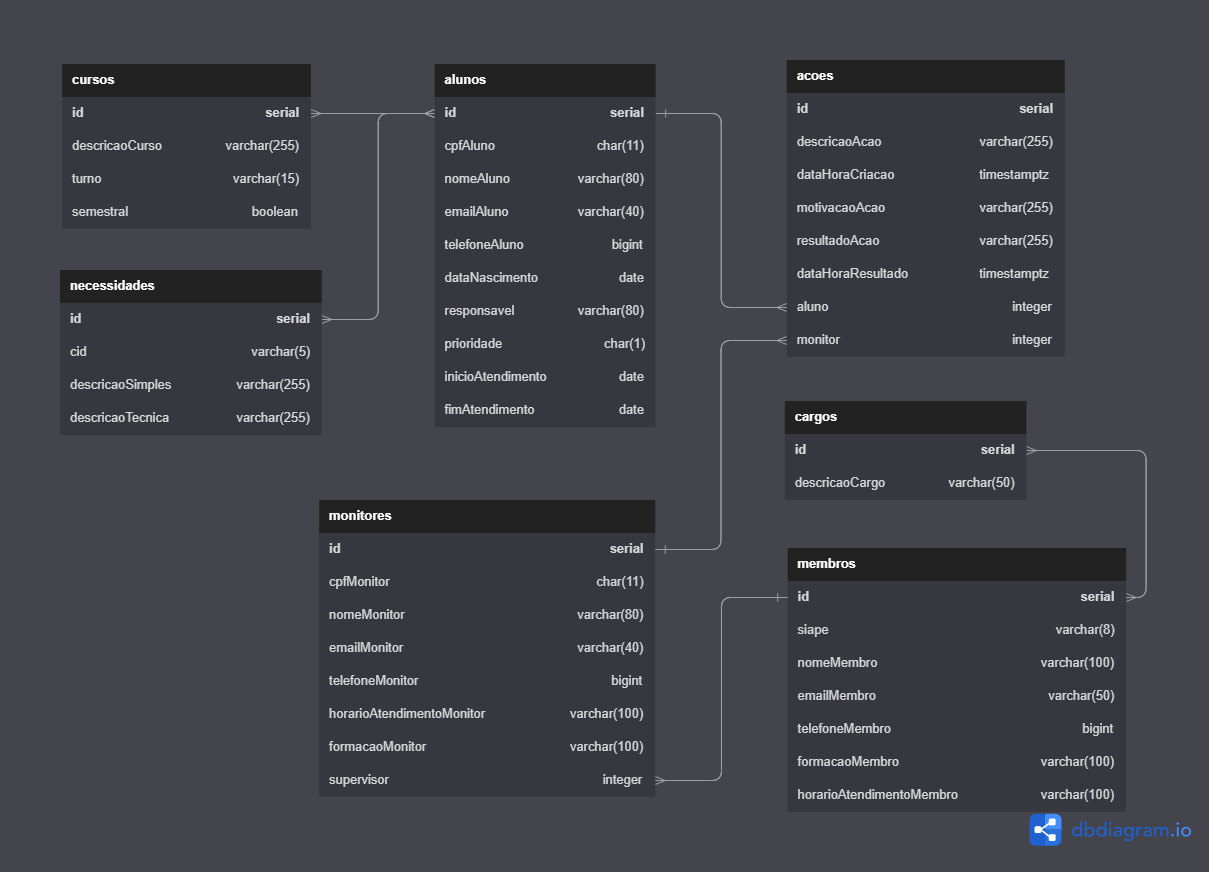 cursos
id serial
descricaoCurso varchar(255)
turno varchar(15)
semestral boolean
necessidades
id serial
cid varchar(5)
descricaoSimples varchar(255)
descricaoTecnica varchar(255)
alunos
id serial
cpfAluno char(11)
nomeAluno varchar(80)
emailAluno varchar(40)
telefoneAluno bigint
dataNascimento date
responsavel varchar(80)
prioridade char(1)
inicioAtendimento date
fimAtendimento date
acoes
id serial
descricaoAcao varchar(255)
dataHoraCriacao timestamptz
motivacaoAcao varchar(255)
resultadoAcao varchar(255)
dataHoraResultado timestamptz
aluno integer
monitor integer
cargos
id serial
descricaoCargo varchar(50)
monitores
id serial
cpfMonitor char(11)
nomeMonitor varchar(80)
emailMonitor varchar(40)
telefoneMonitor bigint
horarioAtendimentoMonitor varchar(100)
formacaoMonitor varchar(100)
supervisor integer
membros
id serial
siape varchar(8)
nomeMembro varchar(100)
emailMembro varchar(50)
telefoneMembro bigint
formacaoMembro varchar(100)
horarioAtendimentoMembro varchar(100)
dbdiagram.io